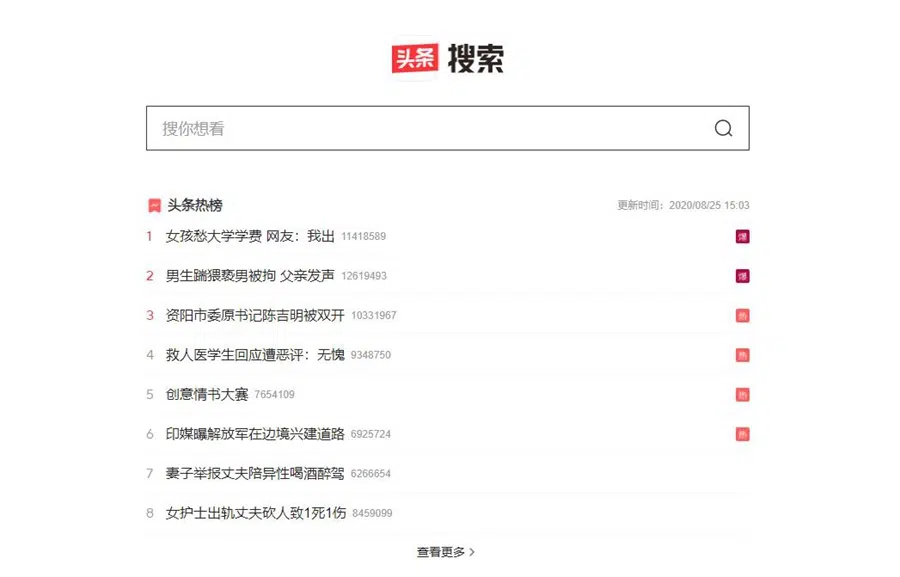 头条 搜索
搜你想看
头条热榜 更新时间：2020/08/25 15:03
1 女孩愁大学学费 网友：我出 11418589 爆
2 男生踹猥亵男被拘 父亲发声 12619493 爆
3 资阳市委原书记陈吉明被双开 10331967 热
4 救人医学生回应遭恶评：无愧 9348750 热
5 创意情书大赛 7654109 热
6 印媒曝解放军在边境兴建道路 6925724 热
7 妻子举报丈夫陪异性喝酒醉驾 6266654
8 女护士出轨丈夫砍人致1死1伤 8459099
查看更多 >